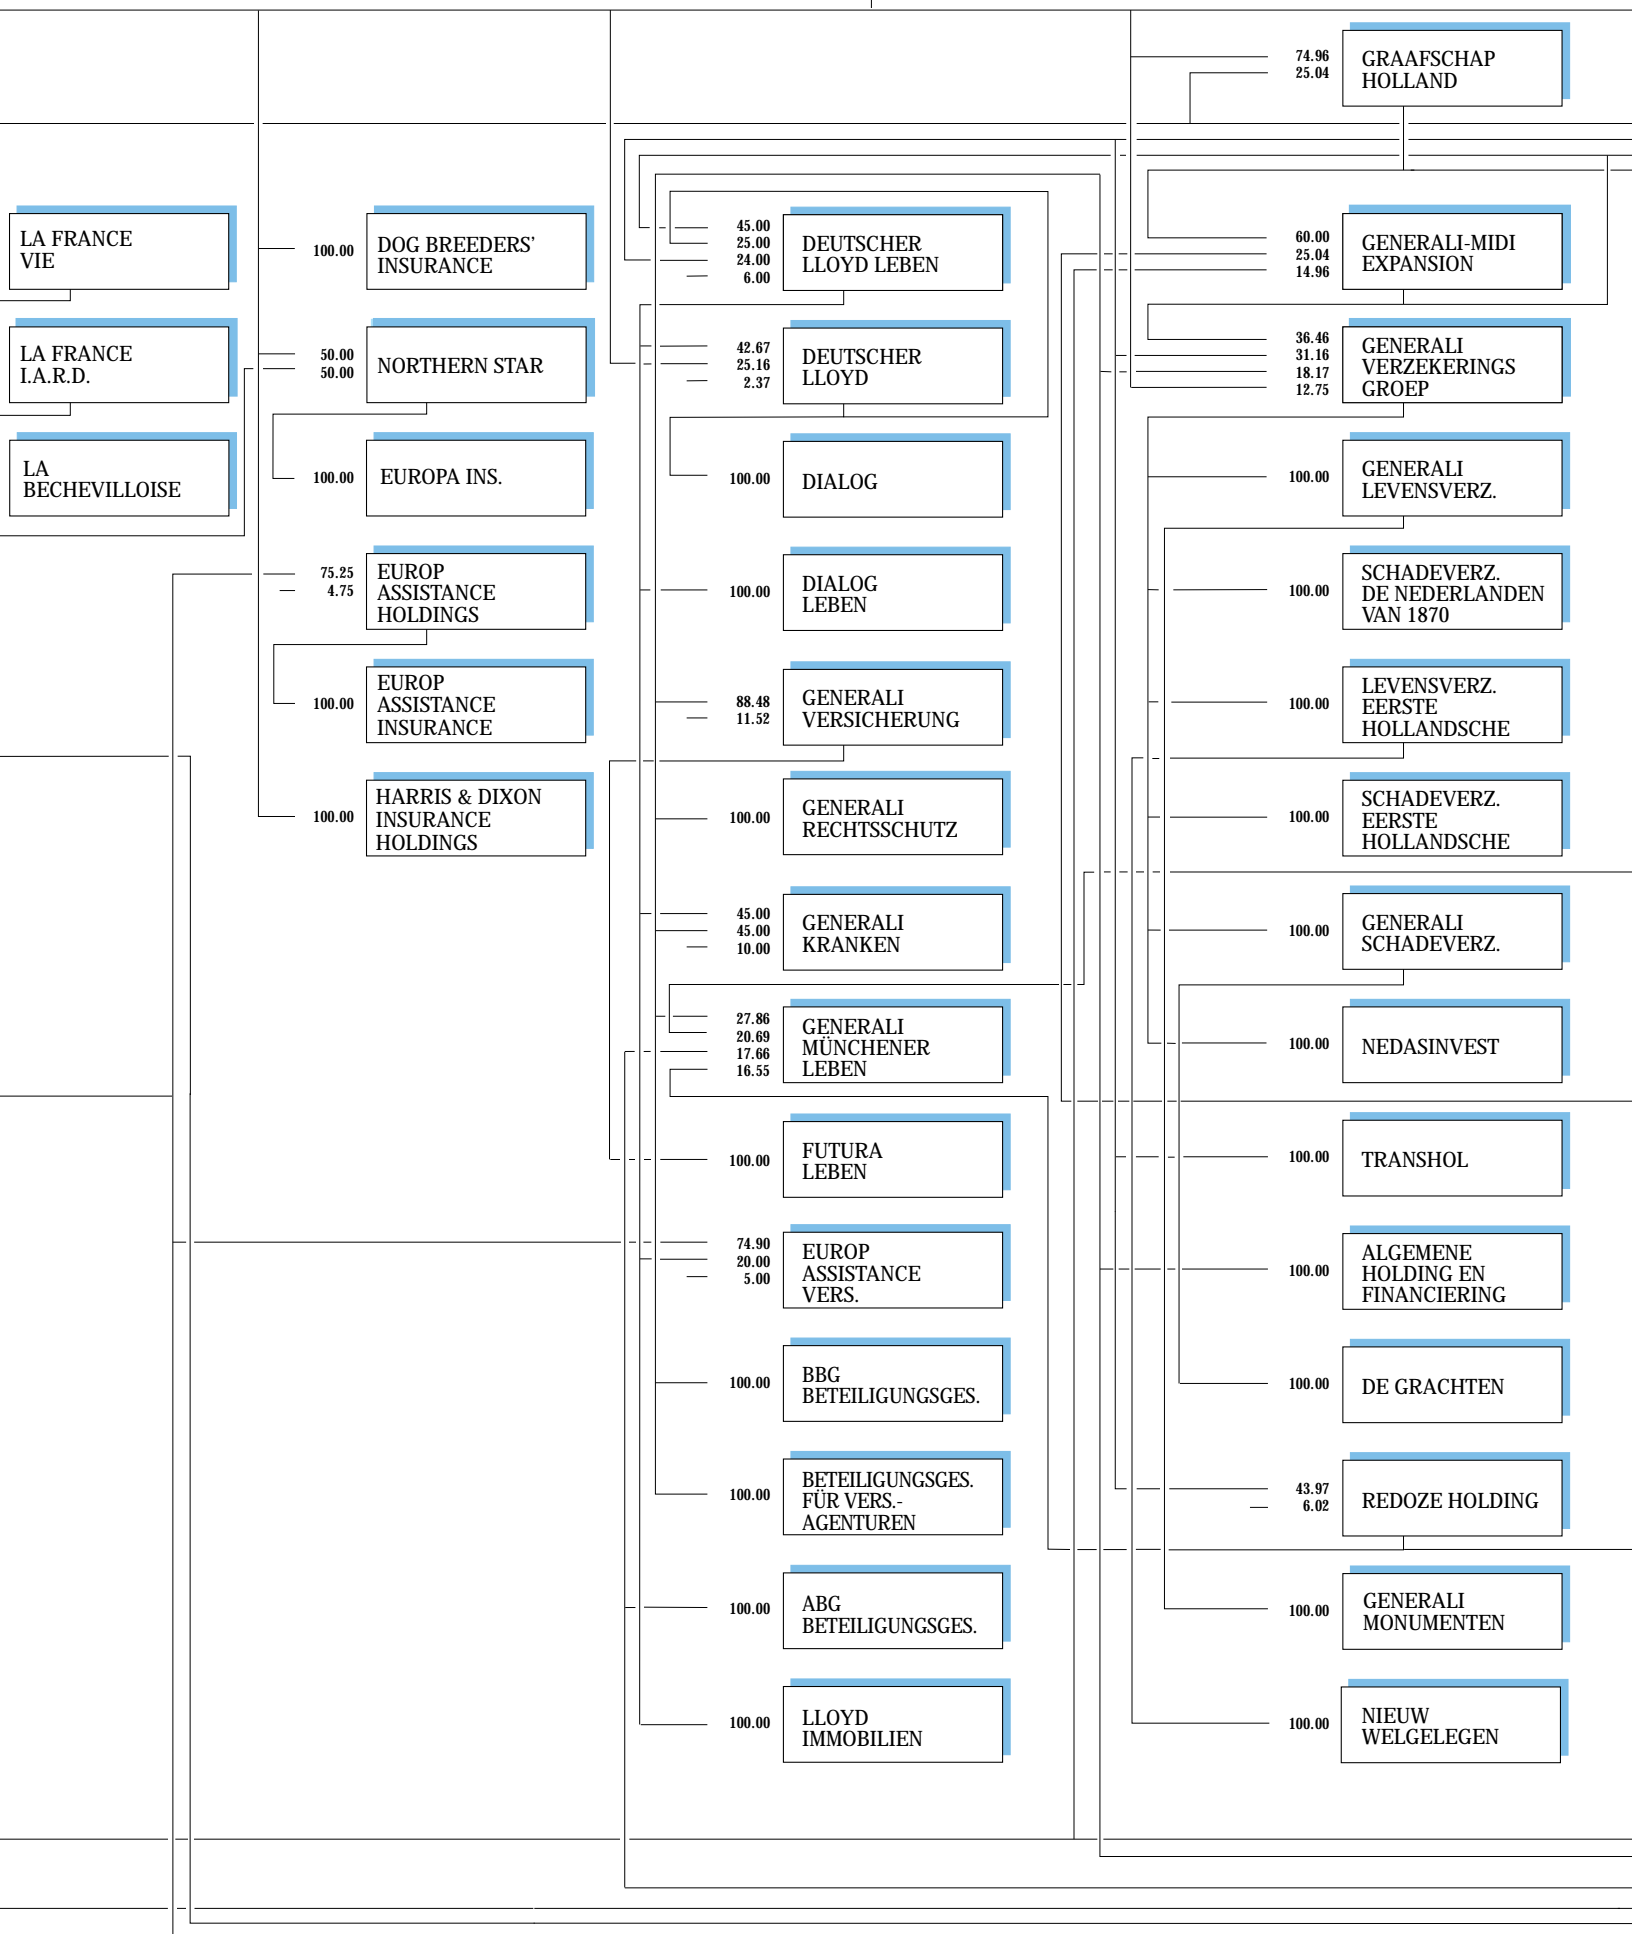 LA FRANCE
VIE
LA FRANCE
I.A.R.D.
LA
BECHEVILLOISE
100.00
DOG BREEDERS'
INSURANCE
50.00
50.00
NORTHERN STAR
100.00
EUROPA INS.
75.25
4.75
EUROP
ASSISTANCE
HOLDINGS
100.00
EUROP
ASSISTANCE
INSURANCE
100.00
HARRIS & DIXON
INSURANCE
HOLDINGS
45.00
25.00
24.00
6.00
DEUTSCHER
LLOYD LEBEN
42.67
25.16
2.37
DEUTSCHER
LLOYD
100.00
DIALOG
100.00
DIALOG
LEBEN
88.48
11.52
GENERALI
VERSICHERUNG
100.00
GENERALI
RECHTSSCHUTZ
45.00
45.00
10.00
GENERALI
KRANKEN
27.86
20.69
17.66
16.55
GENERALI
MÜNCHENER
LEBEN
100.00
FUTURA
LEBEN
74.90
20.00
5.00
EUROP
ASSISTANCE
VERS.
100.00
BBG
BETEILIGUNGSGES.
100.00
BETEILIGUNGSGES.
FÜR VERS.-
AGENTUREN
100.00
ABG
BETEILIGUNGSGES.
100.00
LLOYD
IMMOBILIEN
74.96
25.04
GRAAFSCHAP
HOLLAND
60.00
25.04
14.96
GENERALI-MIDI
EXPANSION
36.46
31.16
18.17
12.75
GENERALI
VERZEKERINGS
GROEP
100.00
GENERALI
LEVENSVERZ.
100.00
SCHADEVERZ.
DE NEDERLANDEN
VAN 1870
100.00
LEVENSVERZ.
EERSTE
HOLLANDSCHE
100.00
SCHADEVERZ.
EERSTE
HOLLANDSCHE
100.00
GENERALI
SCHADEVERZ.
100.00
NEDASINVEST
100.00
TRANSHOL
100.00
ALGEMENE
HOLDING EN
FINANCIERING
100.00
DE GRACHTEN
43.97
6.02
REDOZE HOLDING
100.00
GENERALI
MONUMENTEN
100.00
NIEUW
WELGELEGEN